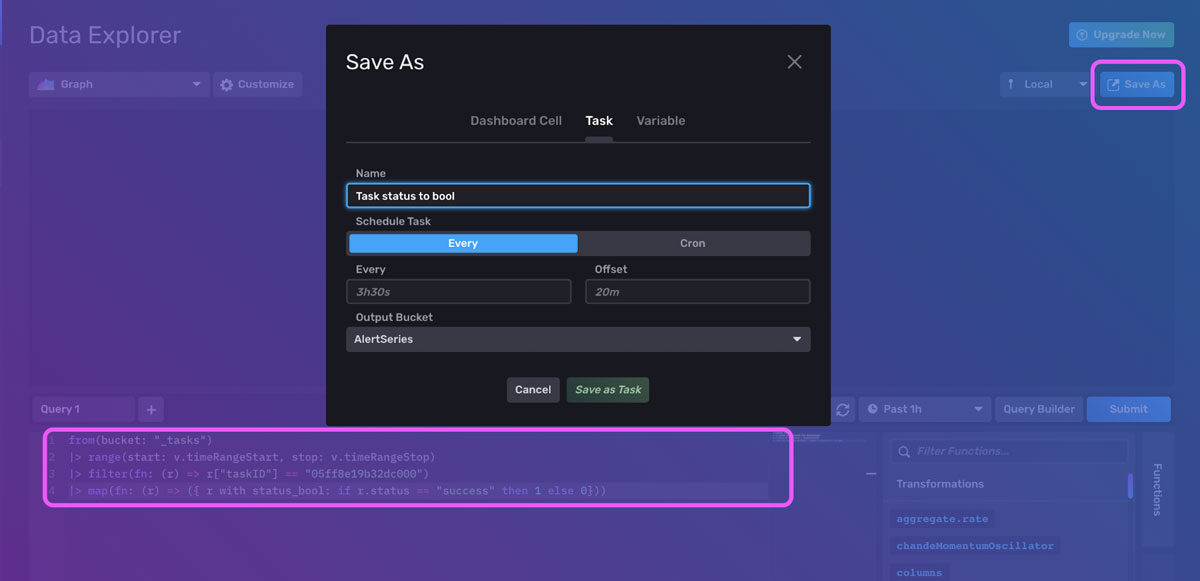 Data Explorer
Upgrade Now
Graph
Customize
Local
Save As
Save As
Dashboard Cell
Task
Variable
Name
Task status to bool
Schedule Task
Every
Cron
Every
Offset
3h30s
20m
Output Bucket
AlertSeries
Cancel
Save as Task
Query 1
+
Past 1h
Query Builder
Submit
1 from(bucket: "_tasks")
2 |> range(start: v.timeRangeStart, stop: v.timeRangeStop)
3 |> filter(fn: (r) => r["taskID"] == "05ff8e19b32dc000")
4 |> map(fn: (r) => ({ r with status_bool: if r.status == "success" then 1 else 0}))
Filter Functions...
Transformations
aggregate.rate
chandeMomentumOscillator
columns
Functions